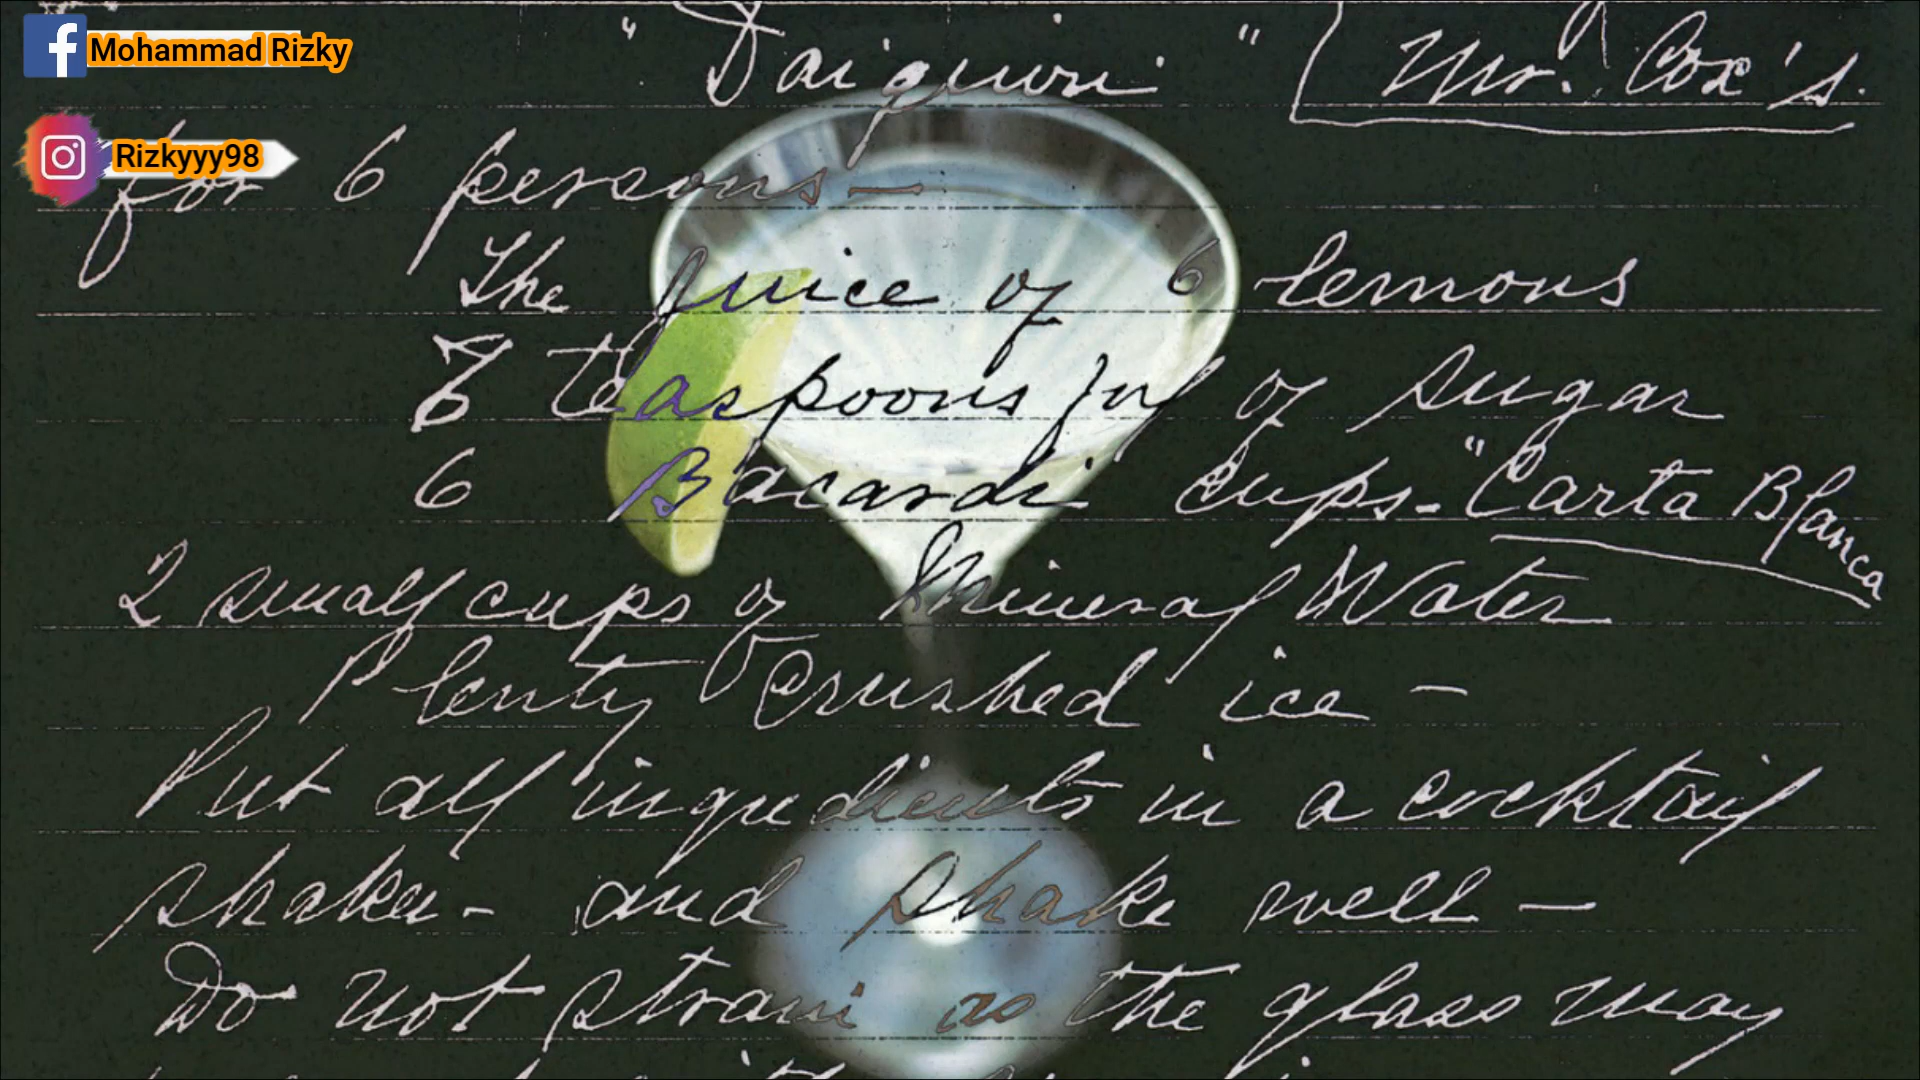 Mohammad Rizky
Rizkyyy98
" Daiquiri " Mr. Cox's.
for 6 persons—
The juice of 6 lemons
6 teaspoons ful of sugar
6 Bacardi cups - "Carta Blanca
2 small cups of Mineral Water
Plenty Crushed ice —
Put all ingredients in a cocktail
shaker - and shake well —
Do not strain as the glass may